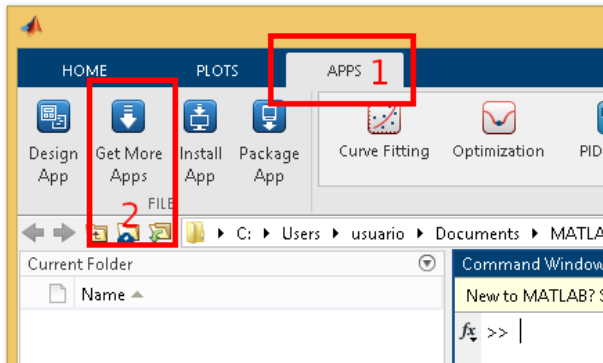 HOME PLOTS APPS 1
Design App Get More Apps Install App Package App Curve Fitting Optimization PID
FILE
2
C: Users usuario Documents MATLA
Current Folder Command Window
Name New to MATLAB? S
fx >>